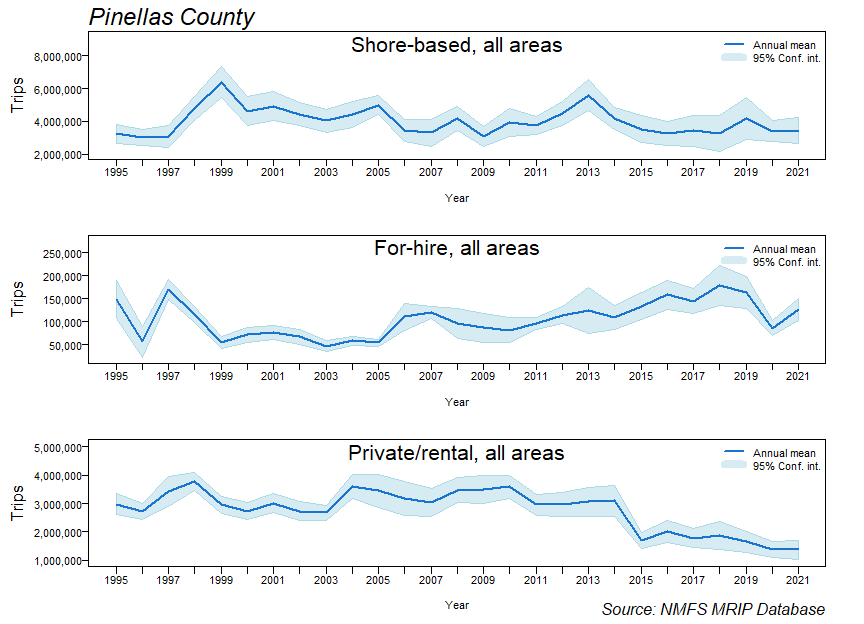 Pinellas County
Shore-based, all areas
Annual mean
95% Conf. int.
Trips
8,000,000
6,000,000
4,000,000
2,000,000
1995 1997 1999 2001 2003 2005 2007 2009 2011 2013 2015 2017 2019 2021
Year
For-hire, all areas
Annual mean
95% Conf. int.
Trips
250,000
200,000
150,000
100,000
50,000
1995 1997 1999 2001 2003 2005 2007 2009 2011 2013 2015 2017 2019 2021
Year
Private/rental, all areas
Annual mean
95% Conf. int.
Trips
5,000,000
4,000,000
3,000,000
2,000,000
1,000,000
1995 1997 1999 2001 2003 2005 2007 2009 2011 2013 2015 2017 2019 2021
Year
Source: NMFS MRIP Database